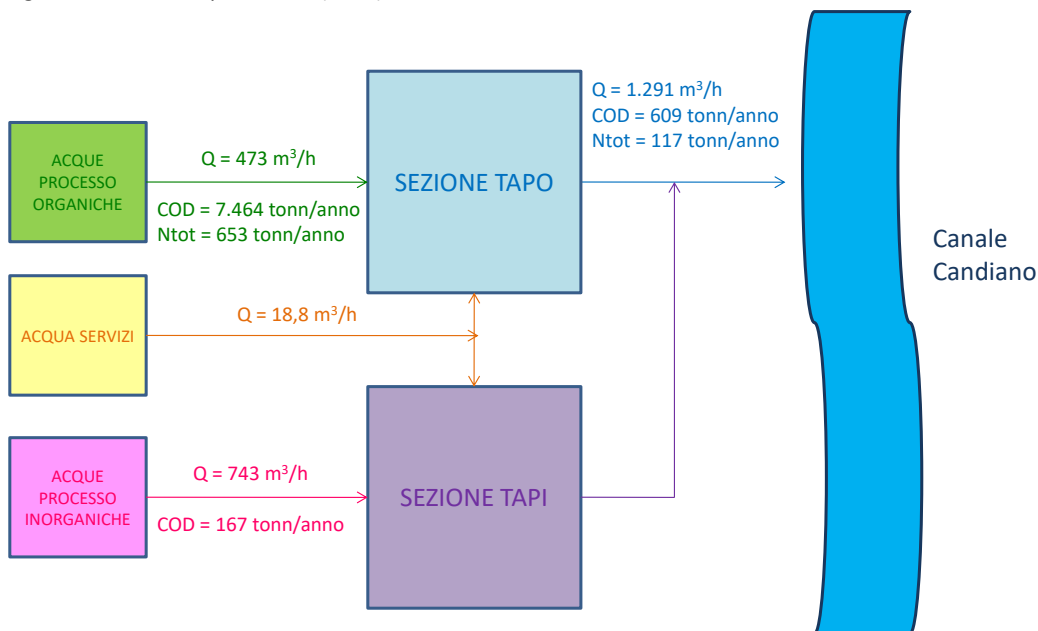 Q = 1.291 m³/h
COD = 609 tonn/anno
Ntot = 117 tonn/anno
ACQUE
PROCESSO
ORGANICHE
Q = 473 m³/h
COD = 7.464 tonn/anno
Ntot = 653 tonn/anno
SEZIONE TAPO
Canale
Candiano
ACQUA SERVIZI
Q = 18,8 m³/h
ACQUE
PROCESSO
INORGANICHE
Q = 743 m³/h
COD = 167 tonn/anno
SEZIONE TAPI